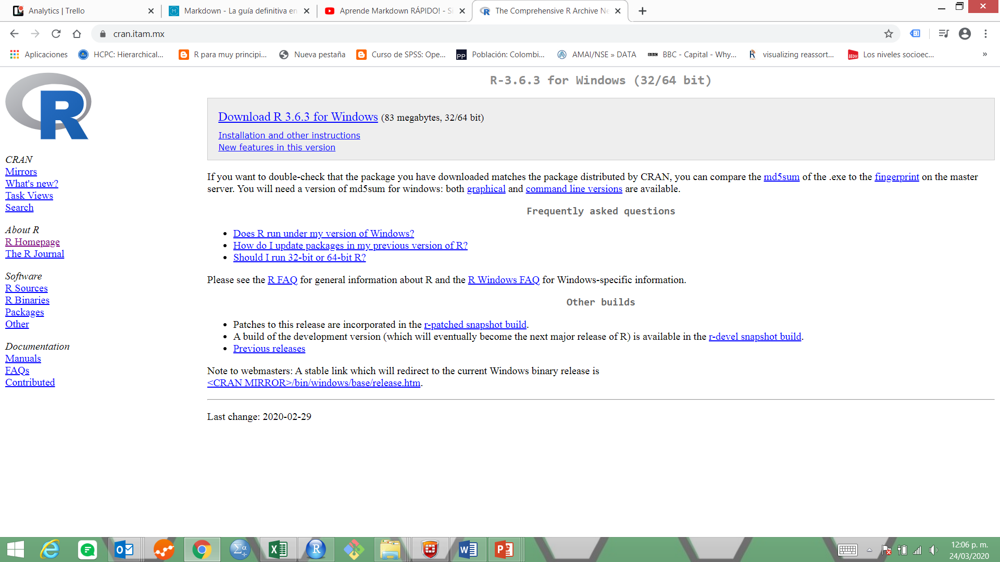 Analytics | Trello
Markdown - La guía definitiva en
Aprende Markdown RÁPIDO! - Si
The Comprehensive R Archive Ne
cran.itam.mx
Aplicaciones
HCPC: Hierarchical...
R para muy principi...
Nueva pestaña
Curso de SPSS: Ope...
PP
Población: Colombi...
AMAI/NSE » DATA
BBC
BBC - Capital - Why...
visualizing reassort...
Los niveles socioec...
»
R
CRAN
Mirrors
What's new?
Task Views
Search
About R
R Homepage
The R Journal
Software
R Sources
R Binaries
Packages
Other
Documentation
Manuals
FAQs
Contributed
R-3.6.3 for Windows (32/64 bit)
Download R 3.6.3 for Windows (83 megabytes, 32/64 bit)
Installation and other instructions
New features in this version
If you want to double-check that the package you have downloaded matches the package distributed by CRAN, you can compare the md5sum of the .exe to the fingerprint on the master
server. You will need a version of md5sum for windows: both graphical and command line versions are available.
Frequently asked questions
• Does R run under my version of Windows?
• How do I update packages in my previous version of R?
• Should I run 32-bit or 64-bit R?
Please see the R FAQ for general information about R and the R Windows FAQ for Windows-specific information.
Other builds
• Patches to this release are incorporated in the r-patched snapshot build.
• A build of the development version (which will eventually become the next major release of R) is available in the r-devel snapshot build.
• Previous releases
Note to webmasters: A stable link which will redirect to the current Windows binary release is
<CRAN MIRROR>/bin/windows/base/release.htm.
Last change: 2020-02-29
12:06 p. m.
24/03/2020